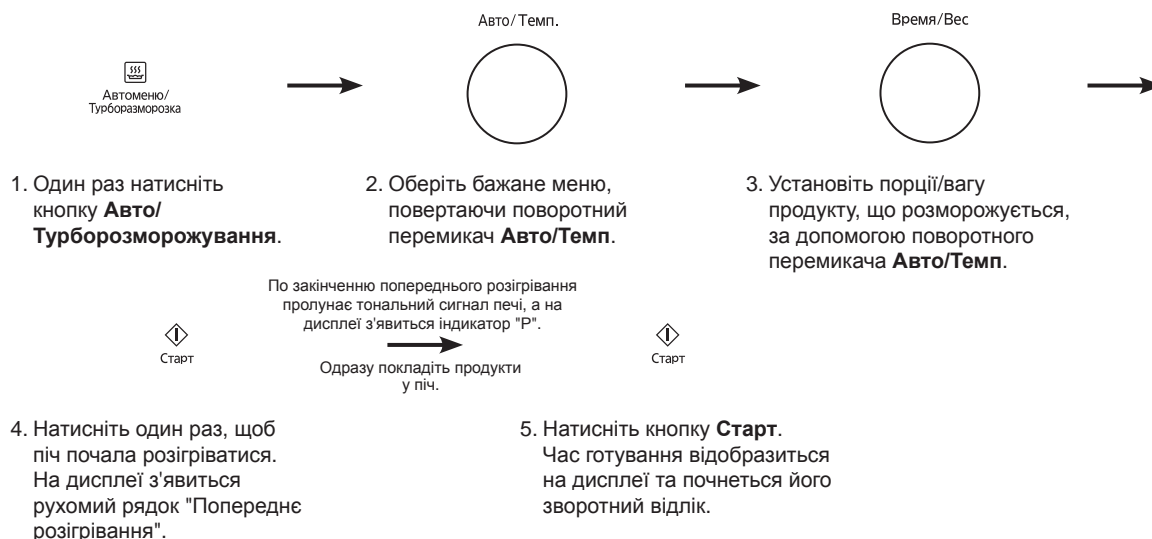 Авто/Темп.
Время/Вес
Автоменю/
Турборазморозка
1. Один раз натисніть
кнопку Авто/
Турборозморожування.
2. Оберіть бажане меню,
повертаючи поворотний
перемикач Авто/Темп.
3. Установіть порції/вагу
продукту, що розморожується,
за допомогою поворотного
перемикача Авто/Темп.
По закінченню попереднього розігрівання
пролунає тональний сигнал печі, а на
дисплеї з'явиться індикатор "P".
Старт
Одразу покладіть продукти
у піч.
Старт
4. Натисніть один раз, щоб
піч почала розігріватися.
На дисплеї з'явиться
рухомий рядок "Попереднє
розігрівання".
5. Натисніть кнопку Старт.
Час готування відобразиться
на дисплеї та почнеться його
зворотний відлік.